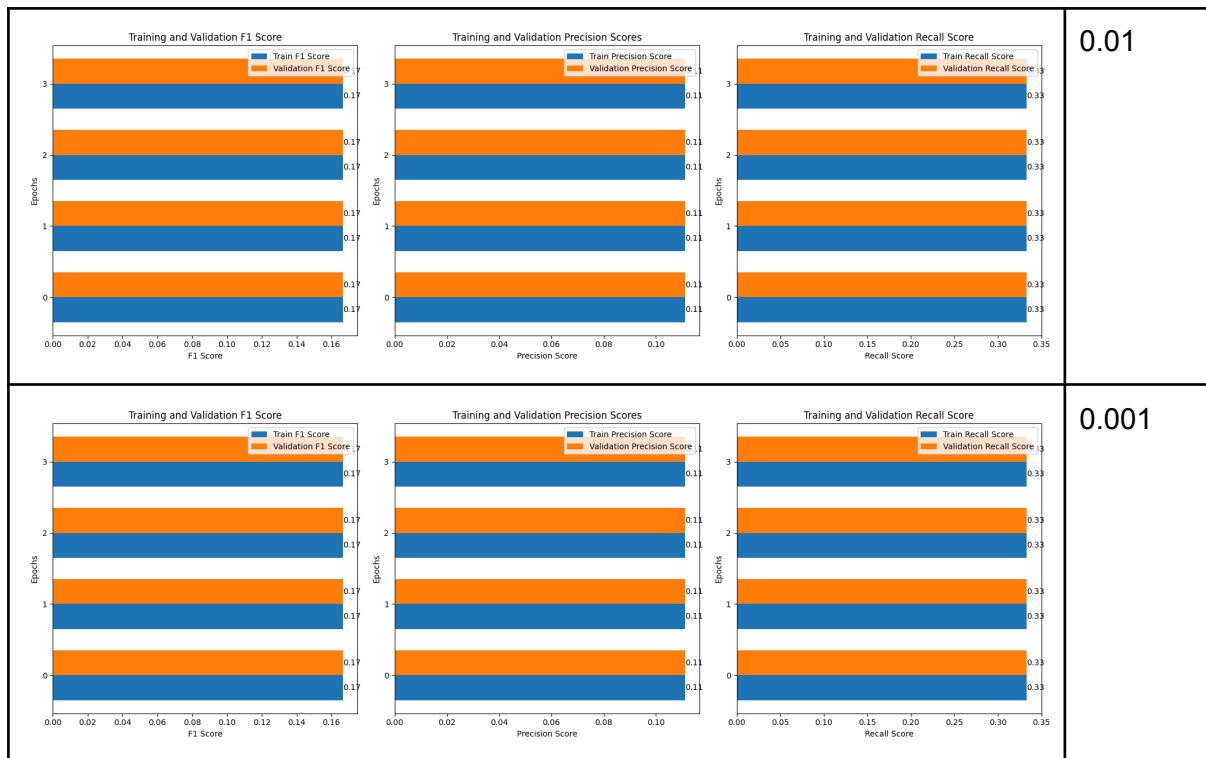 Training and Validation F1 Score
Train F1 Score
Validation F1 Score
3
0.17
2
0.17
0.17
1
0.17
0.17
0
0.17
0.17
Epochs
0.00 0.02 0.04 0.06 0.08 0.10 0.12 0.14 0.16
F1 Score
Training and Validation Precision Scores
Train Precision Score
Validation Precision Score
3
0.11
2
0.11
0.11
1
0.11
0.11
0
0.11
0.11
Epochs
0.00 0.02 0.04 0.06 0.08 0.10
Precision Score
Training and Validation Recall Score
Train Recall Score
Validation Recall Score
3
0.33
2
0.33
0.33
1
0.33
0.33
0
0.33
0.33
Epochs
0.00 0.05 0.10 0.15 0.20 0.25 0.30 0.35
Recall Score
0.01
Training and Validation F1 Score
Train F1 Score
Validation F1 Score
3
0.17
2
0.17
0.17
1
0.17
0.17
0
0.17
0.17
Epochs
0.00 0.02 0.04 0.06 0.08 0.10 0.12 0.14 0.16
F1 Score
Training and Validation Precision Scores
Train Precision Score
Validation Precision Score
3
0.11
2
0.11
0.11
1
0.11
0.11
0
0.11
0.11
Epochs
0.00 0.02 0.04 0.06 0.08 0.10
Precision Score
Training and Validation Recall Score
Train Recall Score
Validation Recall Score
3
0.33
2
0.33
0.33
1
0.33
0.33
0
0.33
0.33
Epochs
0.00 0.05 0.10 0.15 0.20 0.25 0.30 0.35
Recall Score
0.001